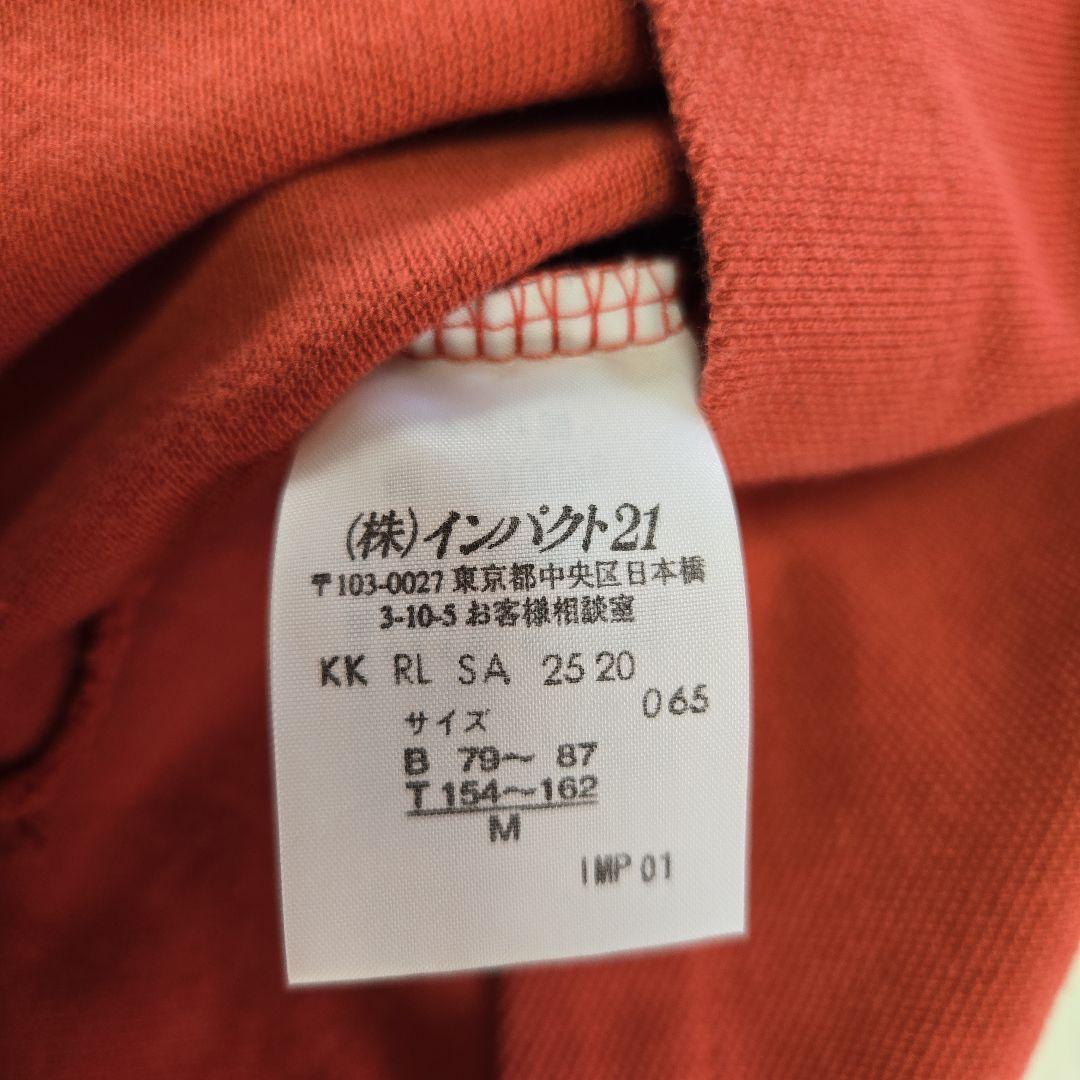 (株)インパクト21
〒103-0027 東京都中央区日本橋
3-10-5 お客様相談室
KK RL SA 2520
065
サイズ
B 79～ 87
T 154～162
M
IMP 01